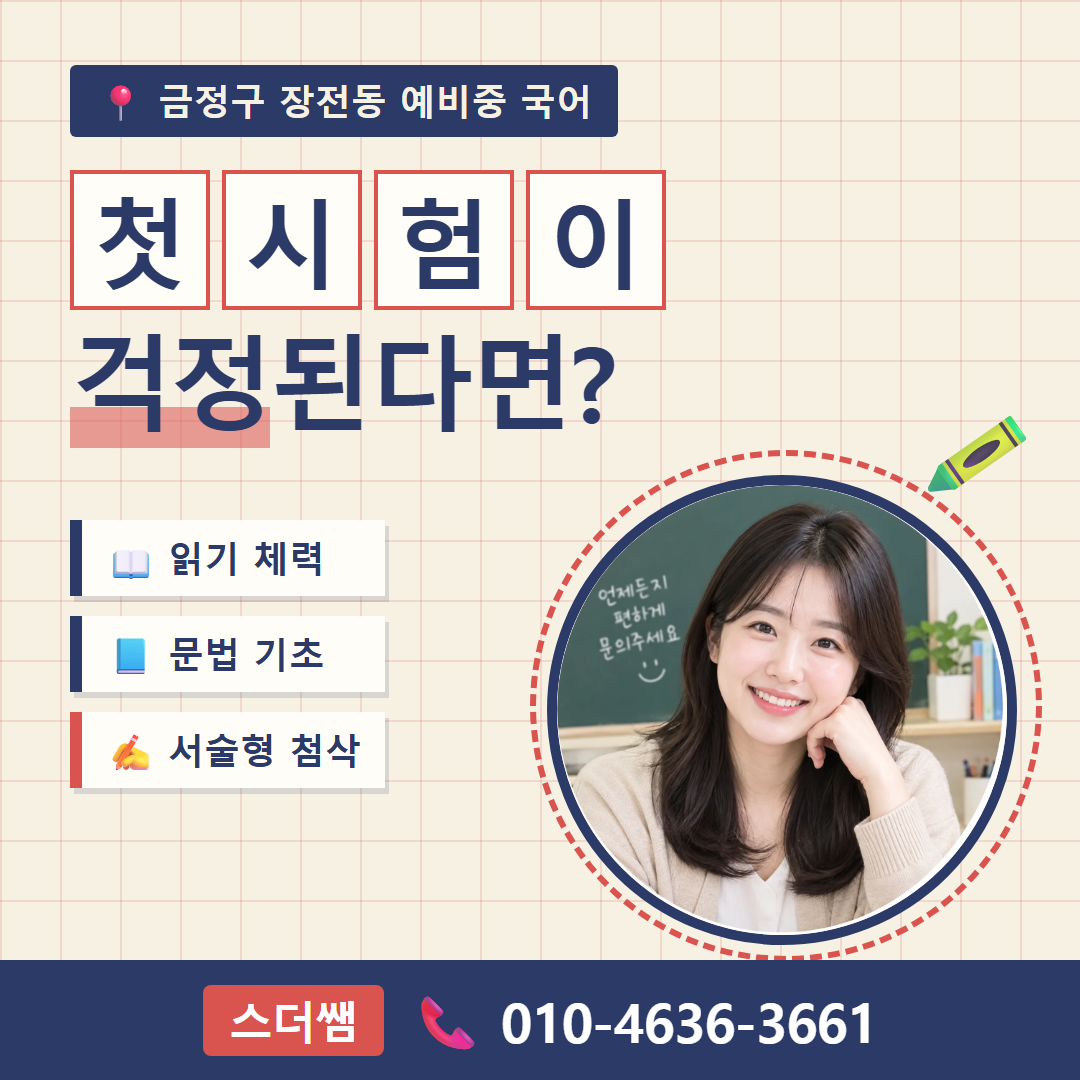 금정구 장전동 예비중 국어
첫시험이
걱정된다면?
읽기 체력
문법 기초
서술형 첨삭
언제든지
편하게
문의주세요
스더쌤 010-4636-3661